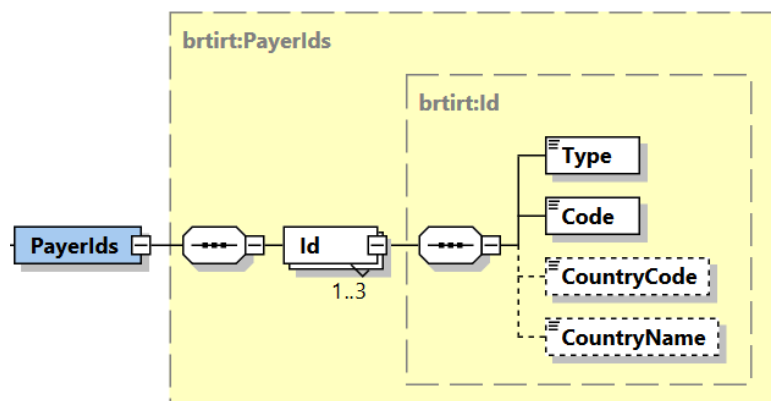 brtirt:PayerIds
brtirt:Id
Type
Code
PayerIds
Id
1..3
CountryCode
CountryName